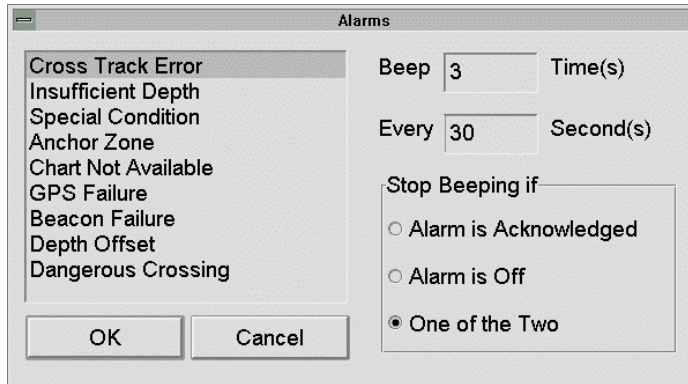 Alarms
Cross Track Error
Insufficient Depth
Special Condition
Anchor Zone
Chart Not Available
GPS Failure
Beacon Failure
Depth Offset
Dangerous Crossing
OK
Cancel
Beep 3 Time(s)
Every 30 Second(s)
Stop Beeping if
Alarm is Acknowledged
Alarm is Off
One of the Two